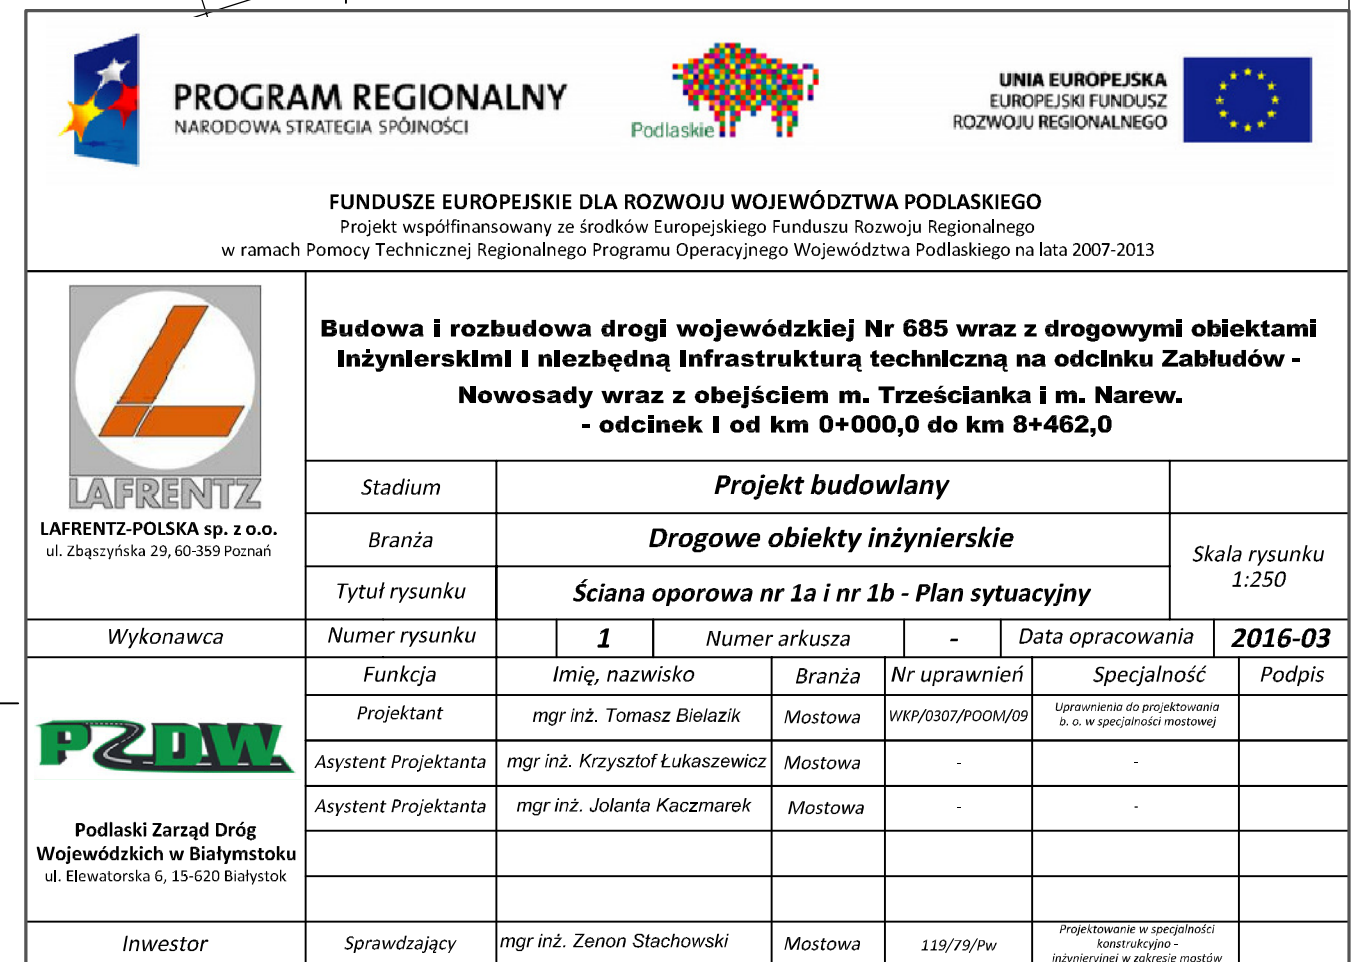 PROGRAM REGIONALNY
NARODOWA STRATEGIA SPÓJNOŚCI
Podlaskie
UNIA EUROPEJSKA
EUROPEJSKI FUNDUSZ
ROZWOJU REGIONALNEGO
FUNDUSZE EUROPEJSKIE DLA ROZWOJU WOJEWÓDZTWA PODLASKIEGO
Projekt współfinansowany ze środków Europejskiego Funduszu Rozwoju Regionalnego
w ramach Pomocy Technicznej Regionalnego Programu Operacyjnego Województwa Podlaskiego na lata 2007-2013
LAFRENTZ
LAFRENTZ-POLSKA sp. z o.o.
ul. Zbąszyńska 29, 60-359 Poznań
Budowa i rozbudowa drogi wojewódzkiej Nr 685 wraz z drogowymi obiektami
inżynierskimi i niezbędną infrastrukturą techniczną na odcinku Zabłudów -
Nowosady wraz z obejściem m. Trześcianka i m. Narew.
- odcinek I od km 0+000,0 do km 8+462,0
Stadium Projekt budowlany
Branża Drogowe obiekty inżynierskie
Skala rysunku
1:250
Tytuł rysunku Ściana oporowa nr 1a i nr 1b - Plan sytuacyjny
Wykonawca Numer rysunku 1 Numer arkusza - Data opracowania 2016-03
Funkcja Imię, nazwisko Branża Nr uprawnień Specjalność Podpis
Projektant mgr inż. Tomasz Bielazik Mostowa WKP/0307/POOM/09 Uprawnienia do projektowania
b. o. w specjalności mostowej
Asystent Projektanta mgr inż. Krzysztof Łukaszewicz Mostowa - -
Asystent Projektanta mgr inż. Jolanta Kaczmarek Mostowa - -
PZDW
Podlaski Zarząd Dróg
Wojewódzkich w Białymstoku
ul. Elewatorska 6, 15-620 Białystok
Inwestor Sprawdzający mgr inż. Zenon Stachowski Mostowa 119/79/Pw Projektowanie w specjalności
konstrukcyjno -
inżynieryjnej w zakresie mostów